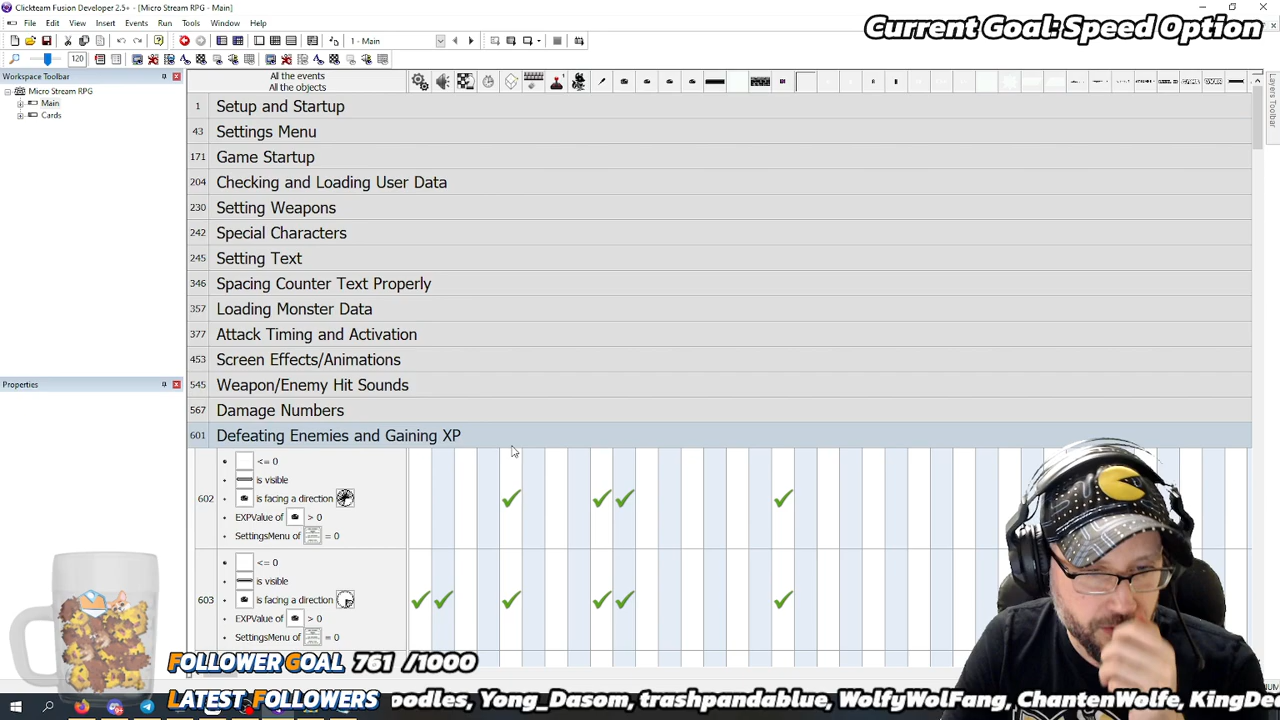 Clickteam Fusion Developer 2.5+ - [Micro Stream RPG - Main]
File Edit View Insert Events Run Tools Window Help
Current Goal: Speed Option
1 - Main
120
Workspace Toolbar
Micro Stream RPG
Main
Cards
Properties
Layers Toolbar
All the events
All the objects
1 Setup and Startup
43 Settings Menu
171 Game Startup
204 Checking and Loading User Data
230 Setting Weapons
242 Special Characters
245 Setting Text
346 Spacing Counter Text Properly
357 Loading Monster Data
377 Attack Timing and Activation
453 Screen Effects/Animations
545 Weapon/Enemy Hit Sounds
567 Damage Numbers
601 Defeating Enemies and Gaining XP
<= 0
is visible
602 is facing a direction
EXPValue of > 0
SettingsMenu of = 0
<= 0
is visible
603 is facing a direction
EXPValue of > 0
SettingsMenu of = 0
Follower Goal 761 /1000
Latest Followers oodles, Yong_Dasom, trashpandablue, WolfyWolFang, ChantenWolfe, KingDe